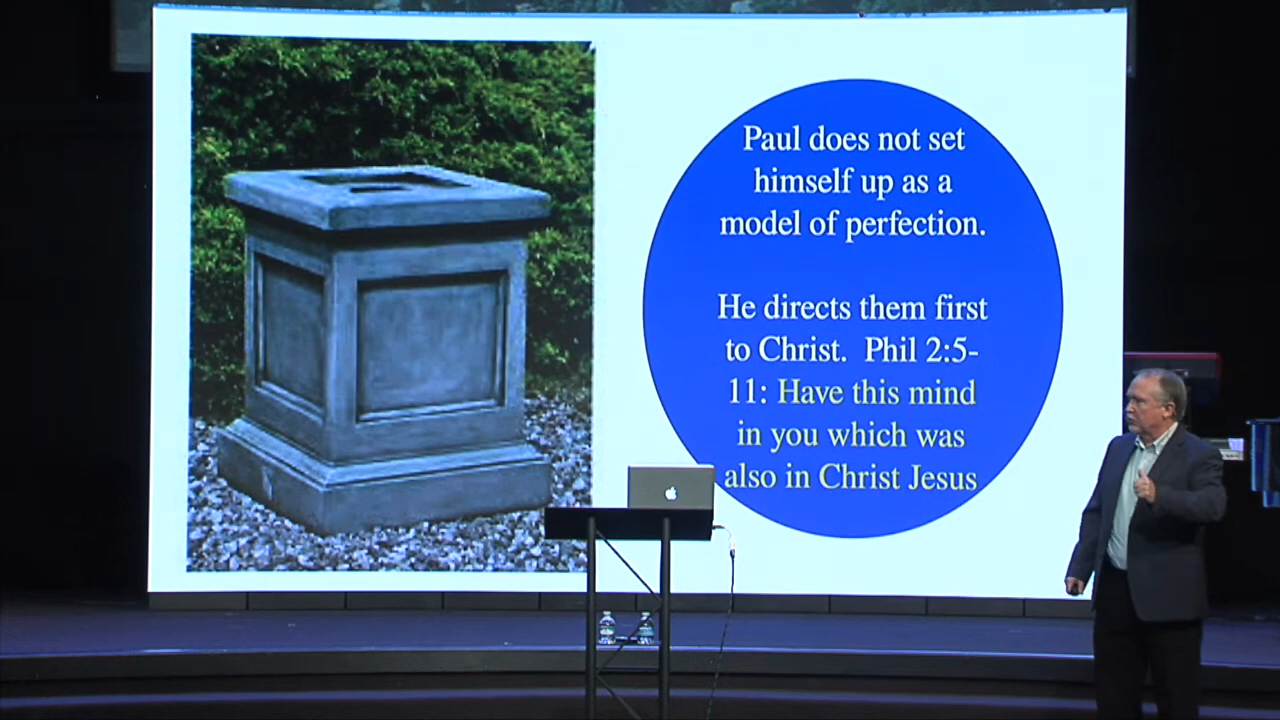 Paul does not set
himself up as a
model of perfection.
He directs them first
to Christ.  Phil 2:5-
11: Have this mind
in you which was
also in Christ Jesus